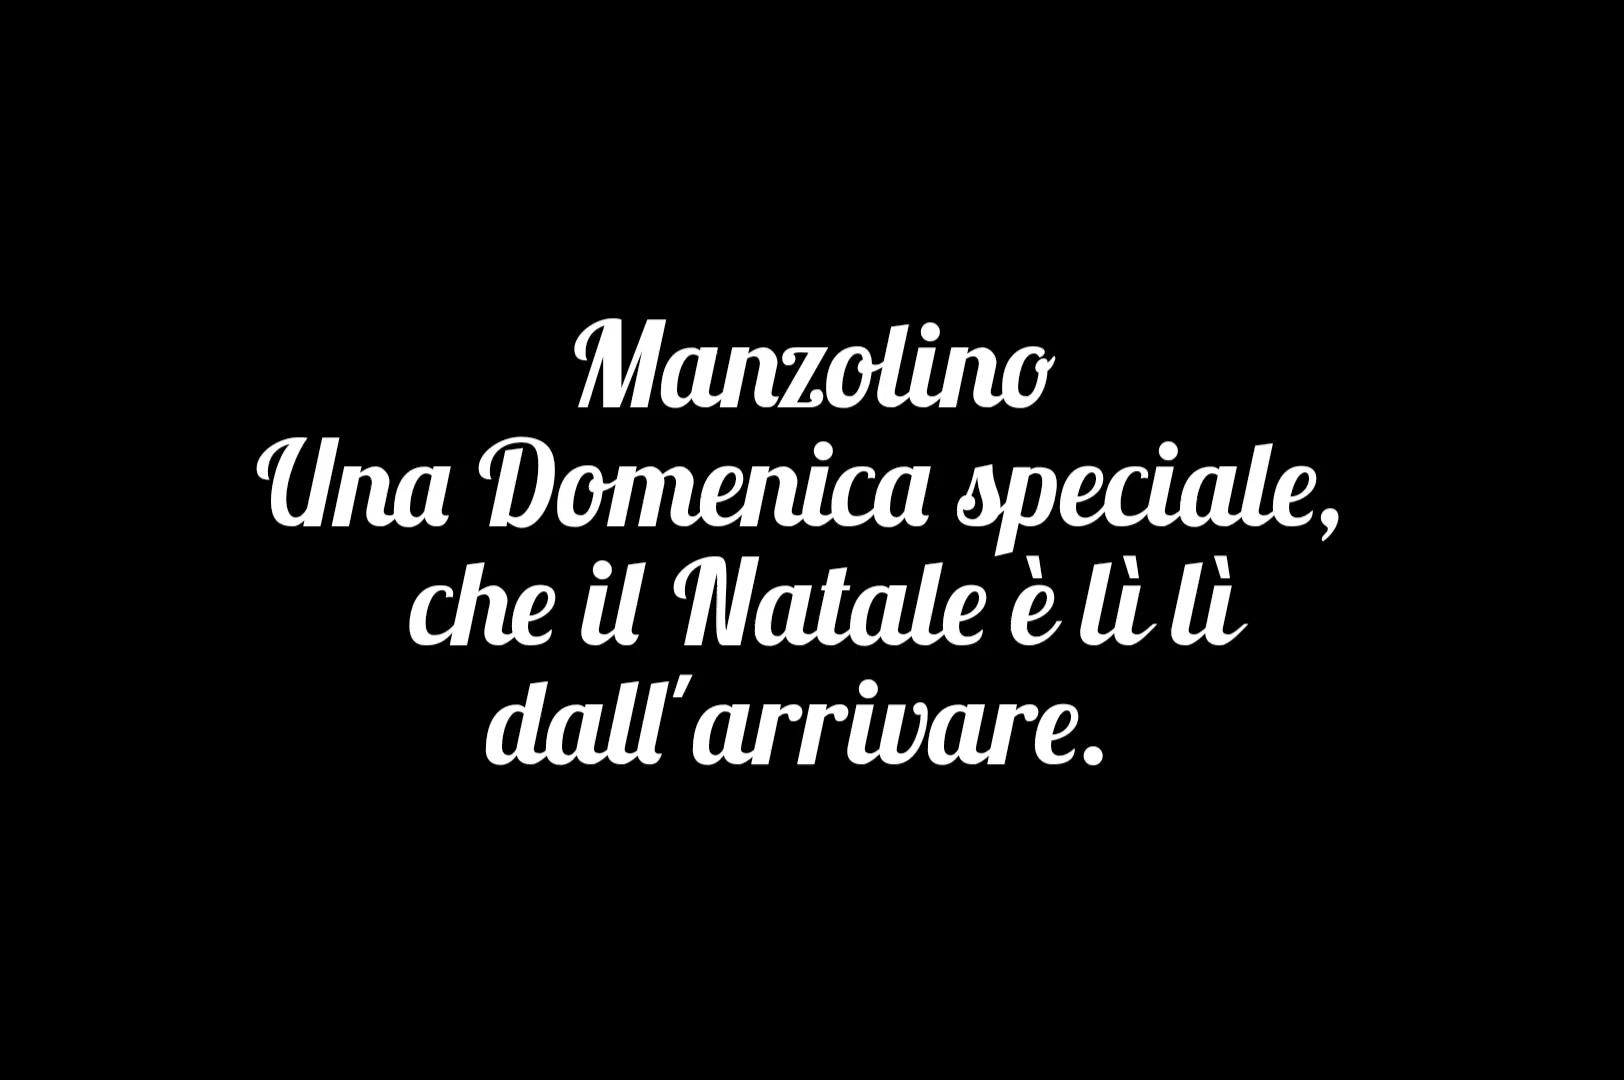 Manzolino
Una Domenica speciale,
che il Natale è lì lì
dall'arrivare.